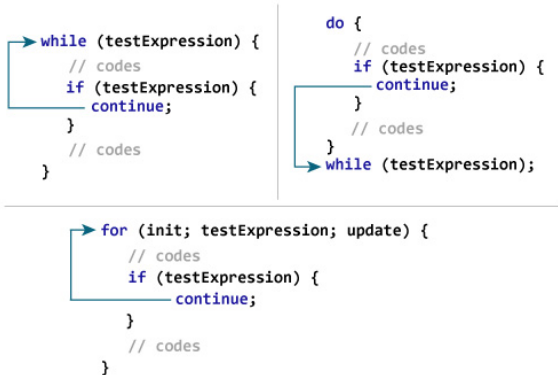 while (testExpression) {
// codes
if (testExpression) {
continue;
}
// codes
}
do {
// codes
if (testExpression) {
continue;
}
// codes
}
while (testExpression);
for (init; testExpression; update) {
// codes
if (testExpression) {
continue;
}
// codes
}